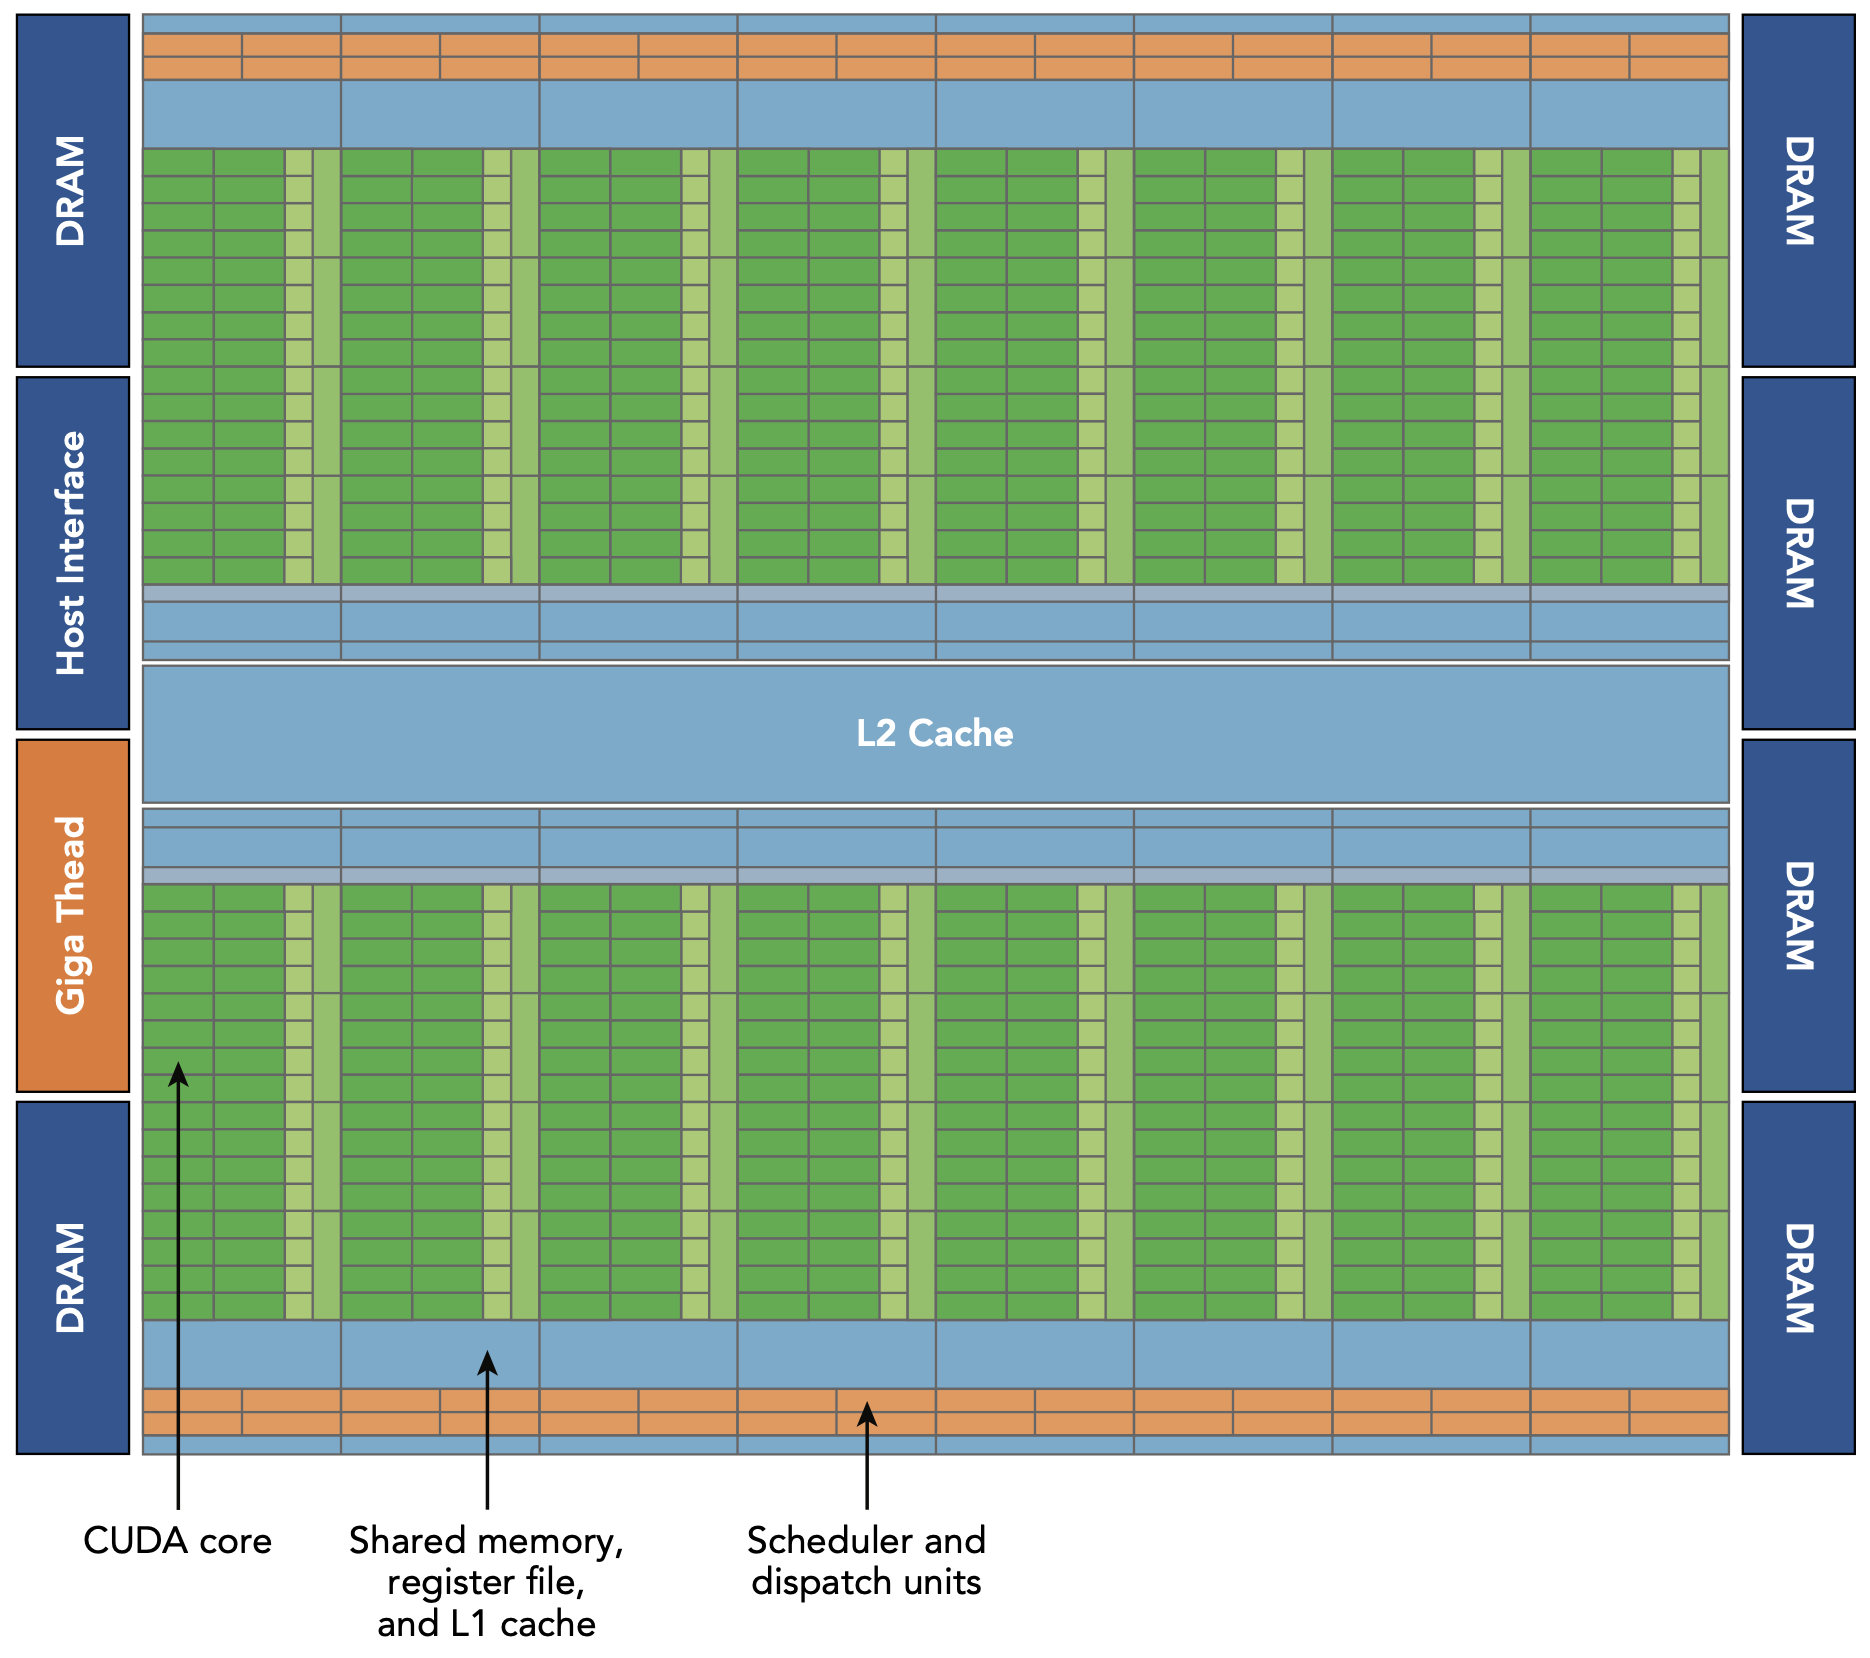 DRAM
Host Interface
Giga Thead
DRAM
L2 Cache
DRAM
DRAM
DRAM
DRAM
CUDA core
Shared memory,
register file,
and L1 cache
Scheduler and
dispatch units